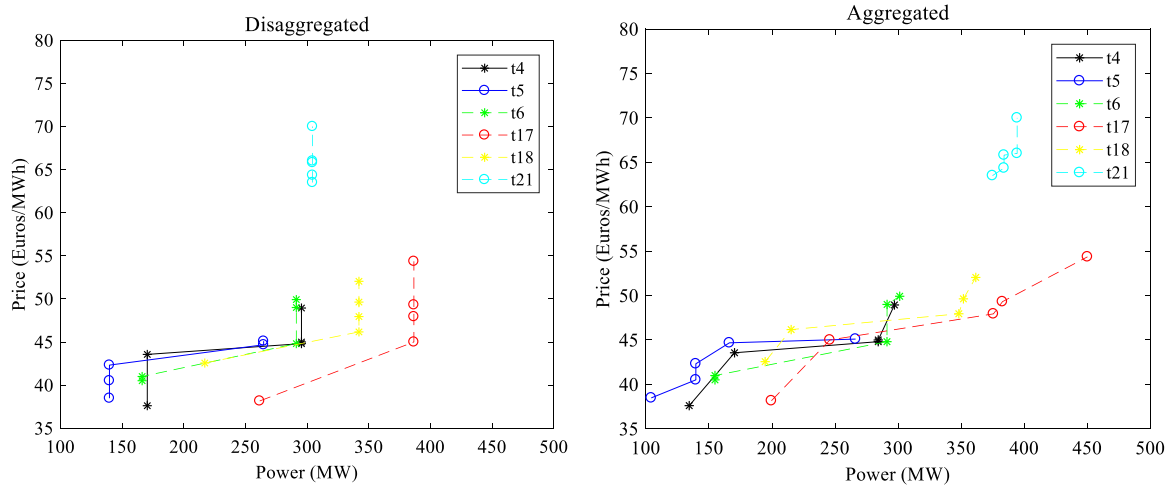 Disaggregated
80
75
70
65
60
55
50
45
40
35
Price (Euros/MWh)
100 150 200 250 300 350 400 450 500
Power (MW)
t4
t5
t6
t17
t18
t21
Aggregated
80
75
70
65
60
55
50
45
40
35
Price (Euros/MWh)
100 150 200 250 300 350 400 450 500
Power (MW)
t4
t5
t6
t17
t18
t21